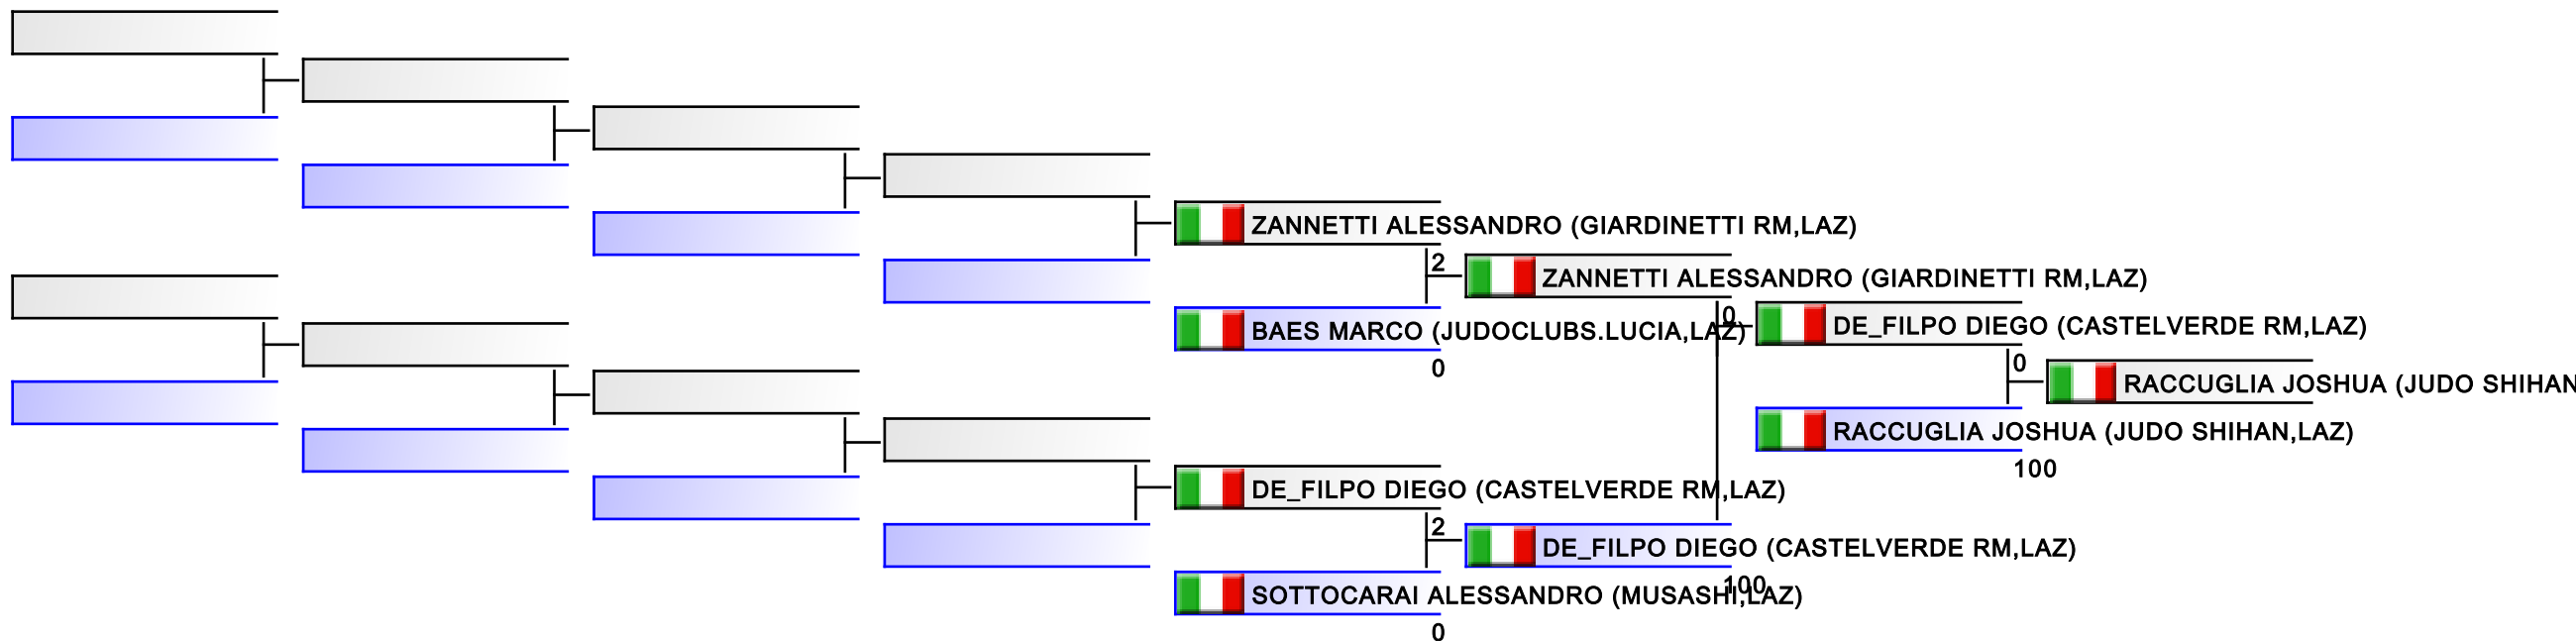 ZANNETTI ALESSANDRO (GIARDINETTI RM,LAZ)
2
ZANNETTI ALESSANDRO (GIARDINETTI RM,LAZ)
BAES MARCO (JUDOCLUBS.LUCIA,LAZ)
0
0
DE_FILPO DIEGO (CASTELVERDE RM,LAZ)
0
RACCUGLIA JOSHUA (JUDO SHIHAN
RACCUGLIA JOSHUA (JUDO SHIHAN,LAZ)
100
DE_FILPO DIEGO (CASTELVERDE RM,LAZ)
2
DE_FILPO DIEGO (CASTELVERDE RM,LAZ)
100
SOTTOCARAI ALESSANDRO (MUSASHI,LAZ)
0